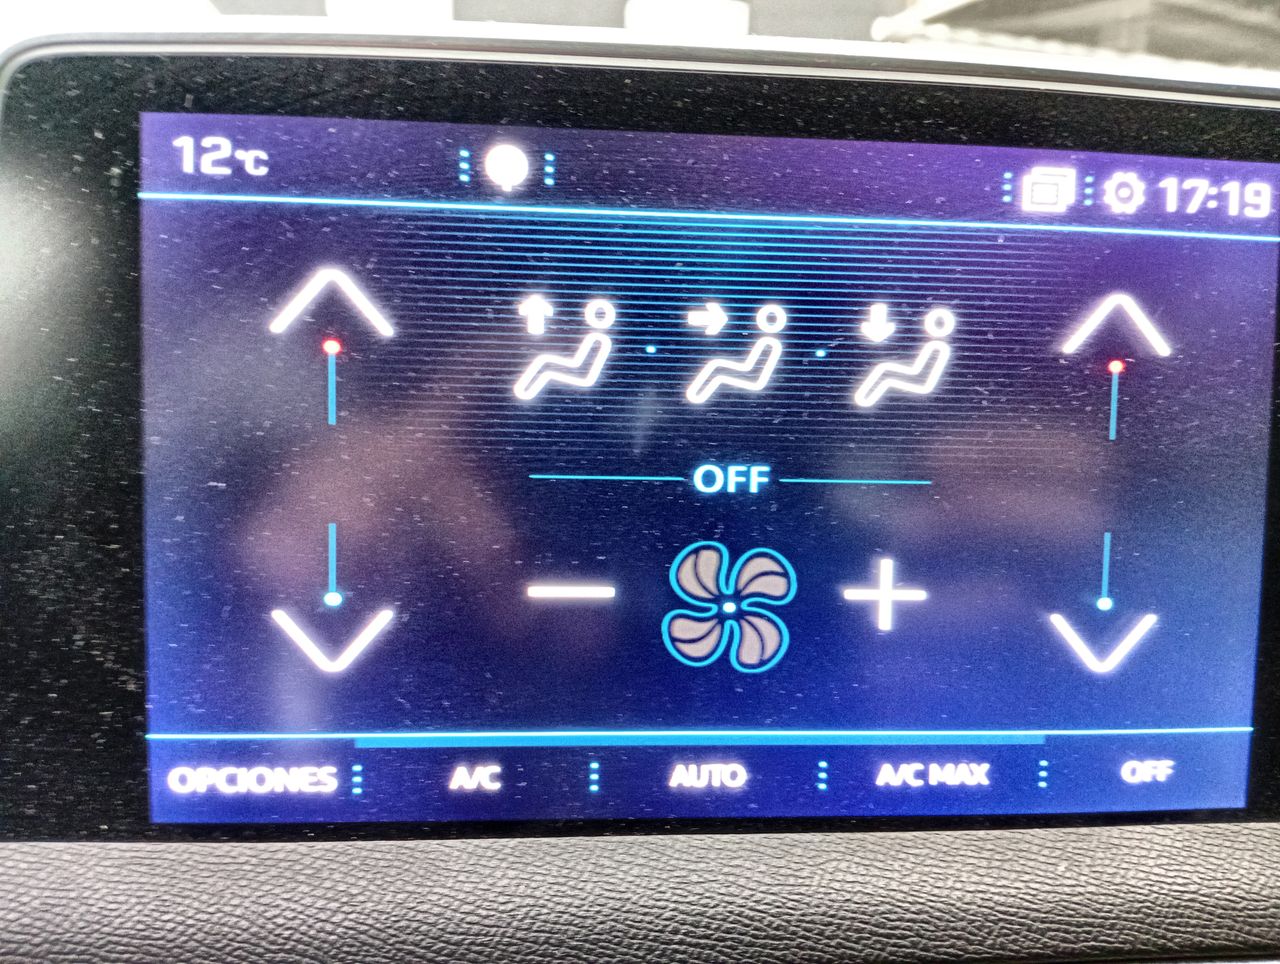 12°C 17:19
OFF
OPCIONES A/C AUTO A/C MAX OFF